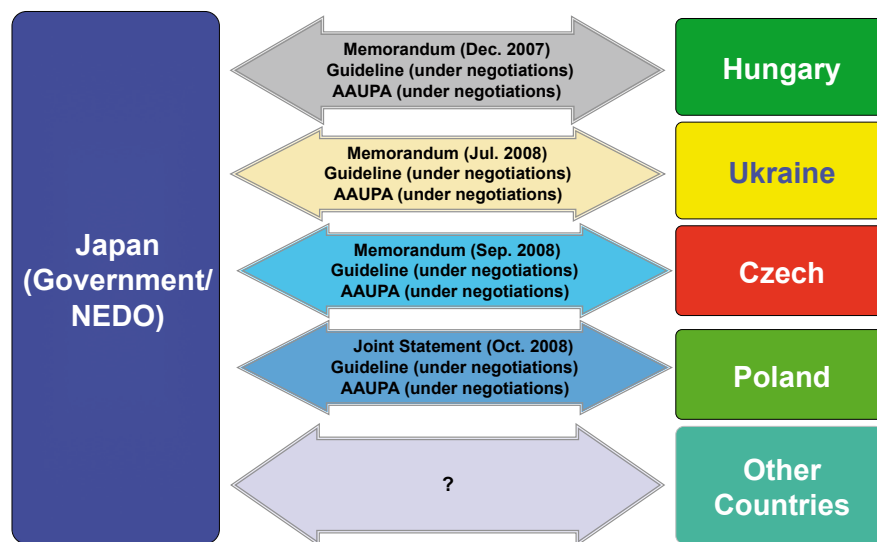 Japan
(Government/
NEDO)
Memorandum (Dec. 2007)
Guideline (under negotiations)
AAUPA (under negotiations)
Hungary
Memorandum (Jul. 2008)
Guideline (under negotiations)
AAUPA (under negotiations)
Ukraine
Memorandum (Sep. 2008)
Guideline (under negotiations)
AAUPA (under negotiations)
Czech
Joint Statement (Oct. 2008)
Guideline (under negotiations)
AAUPA (under negotiations)
Poland
?
Other
Countries